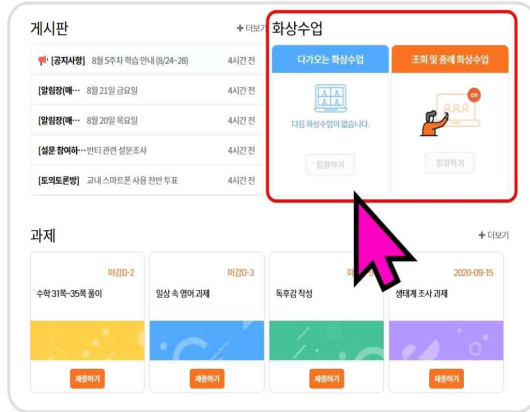 게시판
+ 더보기
화상수업
[공지사항] 8월 5주차 학습 안내 (8/24~28) 4시간 전
[알림장(매… 8월 21일 금요일 4시간 전
[알림장(매… 8월 20일 목요일 4시간 전
[설문 참여하… 반티 관련 설문조사 4시간 전
[토의토론방] 교내 스마트폰 사용 찬반 투표 4시간 전
다가오는 화상수업
다음 화상수업이 없습니다.
입장하기
조회 및 종례 화상수업
on
입장하기
과제
+ 더보기
마감D-2
수학 31쪽~35쪽 풀이
제출하기
마감D-3
일상 속 영어 과제
제출하기
독후감 작성
제출하기
2020-09-15
생태계 조사 과제
제출하기